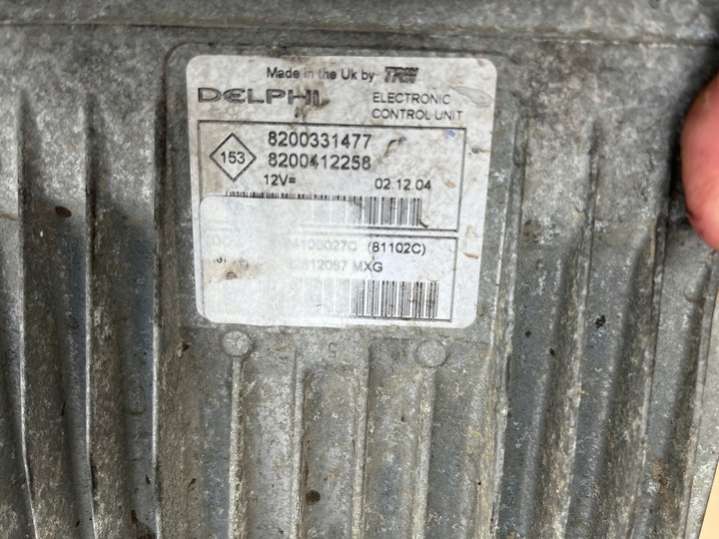 Made in the Uk by TRW
DELPHI
ELECTRONIC
CONTROL UNIT
153
8200331477
8200412258
12V=
02.12.04
(81102C)
MXG